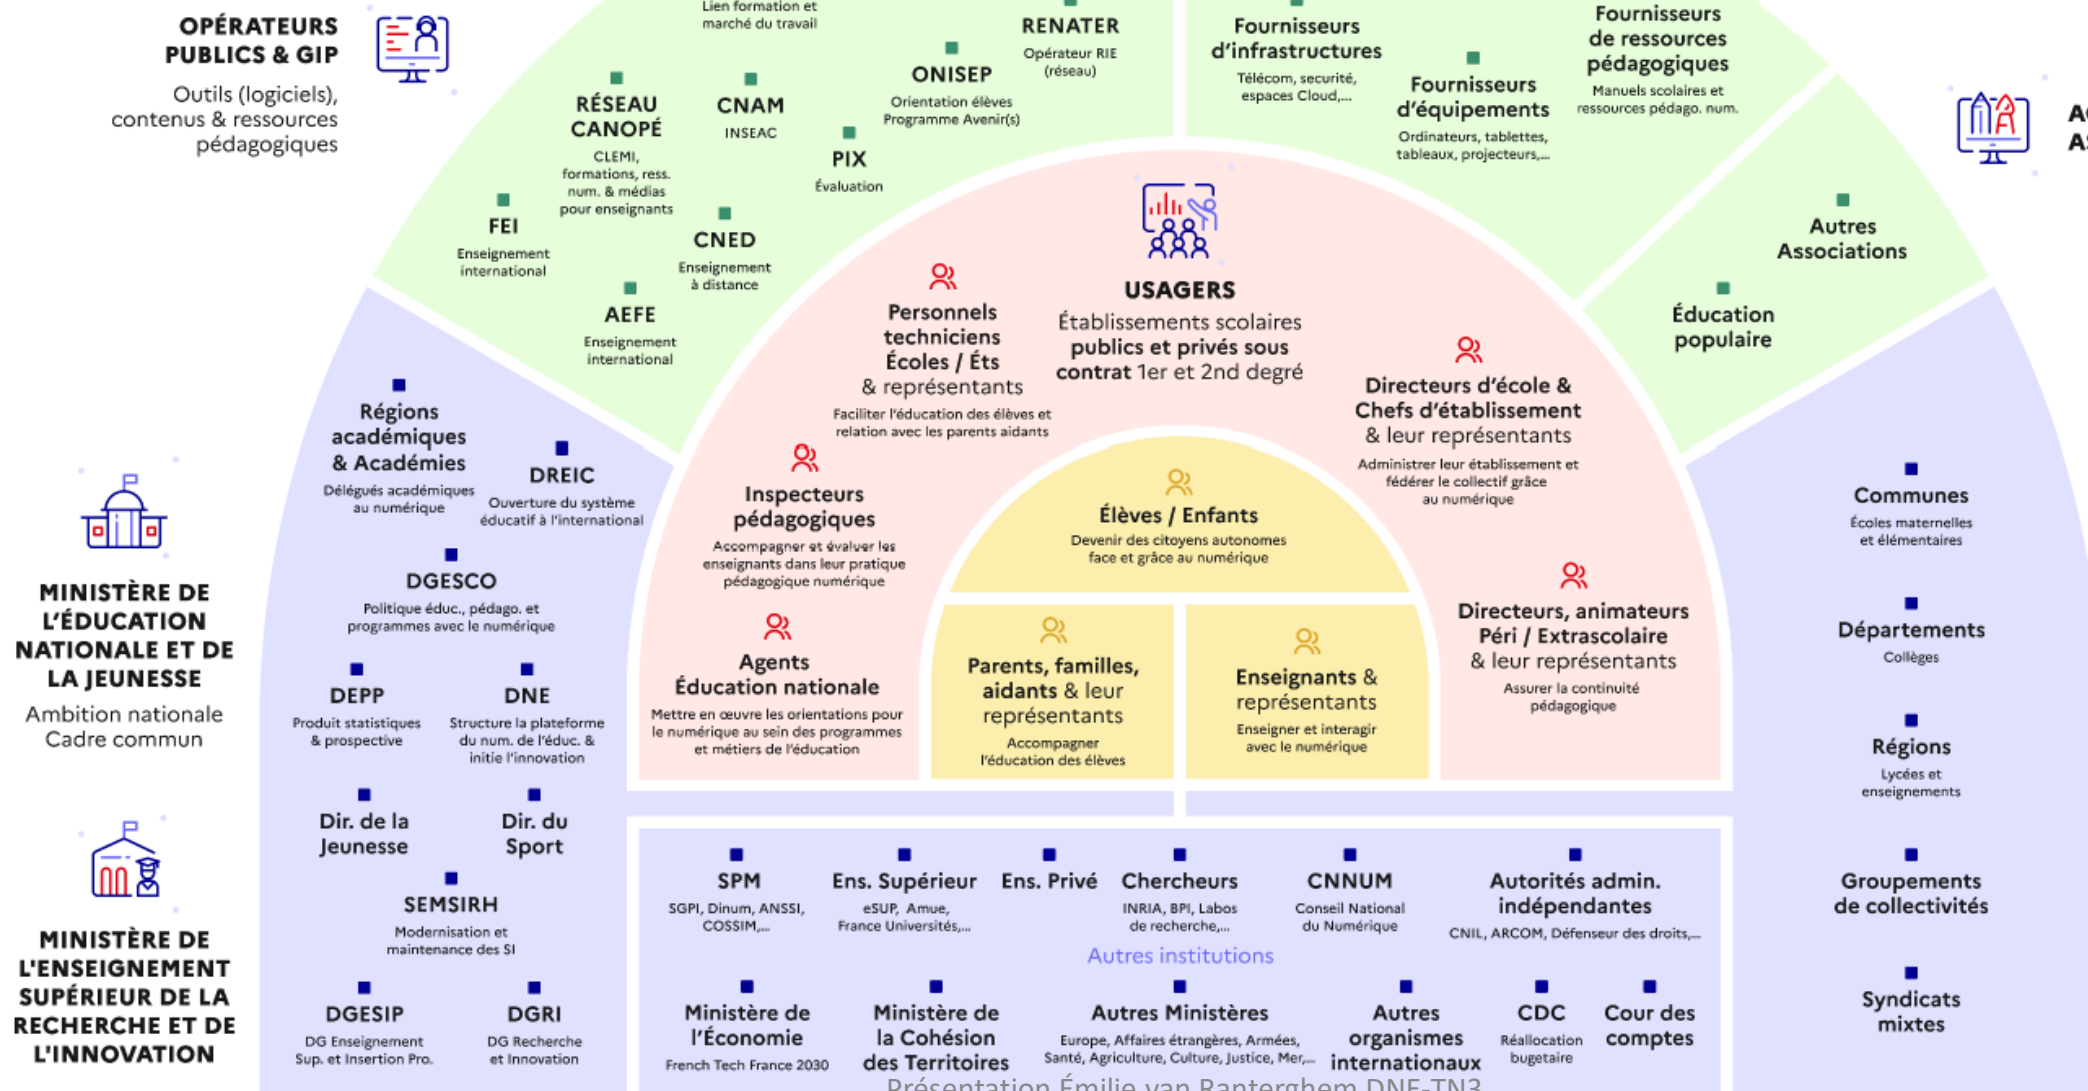 OPÉRATEURS
PUBLICS & GIP
Outils (logiciels),
contenus & ressources
pédagogiques
Lien formation et
marché du travail
RENATER
Opérateur RIE
(réseau)
ONISEP
Orientation élèves
Programme Avenir(s)
RÉSEAU
CANOPÉ
CLEMI,
formations, ress.
num. & médias
pour enseignants
CNAM
INSEAC
PIX
Évaluation
FEI
Enseignement
international
CNED
Enseignement
à distance
AEFE
Enseignement
international
Fournisseurs
d'infrastructures
Télécom, securité,
espaces Cloud,...
Fournisseurs
d'équipements
Ordinateurs, tablettes,
tableaux, projecteurs,...
Fournisseurs
de ressources
pédagogiques
Manuels scolaires et
ressources pédago. num.
Autres
Associations
Éducation
populaire
USAGERS
Établissements scolaires
publics et privés sous
contrat 1er et 2nd degré
Personnels
techniciens
Écoles / Éts
& représentants
Faciliter l'éducation des élèves et
relation avec les parents aidants
Inspecteurs
pédagogiques
Accompagner et évaluer les
enseignants dans leur pratique
pédagogique numérique
Agents
Éducation nationale
Mettre en œuvre les orientations pour
le numérique au sein des programmes
et métiers de l'éducation
Directeurs d'école &
Chefs d'établissement
& leur représentants
Administrer leur établissement et
fédérer le collectif grâce
au numérique
Directeurs, animateurs
Péri / Extrascolaire
& leur représentants
Assurer la continuité
pédagogique
Élèves / Enfants
Devenir des citoyens autonomes
face et grâce au numérique
Parents, familles,
aidants & leur
représentants
Accompagner
l'éducation des élèves
Enseignants &
représentants
Enseigner et interagir
avec le numérique
MINISTÈRE DE
L'ÉDUCATION
NATIONALE ET DE
LA JEUNESSE
Ambition nationale
Cadre commun
MINISTÈRE DE
L'ENSEIGNEMENT
SUPÉRIEUR DE LA
RECHERCHE ET DE
L'INNOVATION
Régions
académiques
& Académies
Délégués académiques
au numérique
DREIC
Ouverture du système
éducatif à l'international
DGESCO
Politique éduc., pédago. et
programmes avec le numérique
DEPP
Produit statistiques
& prospective
DNE
Structure la plateforme
du num. de l'éduc. &
initie l'innovation
Dir. de la
Jeunesse
Dir. du
Sport
SEMSIRH
Modernisation et
maintenance des SI
DGESIP
DG Enseignement
Sup. et Insertion Pro.
DGRI
DG Recherche
et Innovation
Communes
Écoles maternelles
et élémentaires
Départements
Collèges
Régions
Lycées et
enseignements
Groupements
de collectivités
Syndicats
mixtes
SPM
SGPI, Dinum, ANSSI,
COSSIM,...
Ens. Supérieur
eSUP, Amue,
France Universités,...
Ens. Privé
Chercheurs
INRIA, BPI, Labos
de recherche,...
CNNUM
Conseil National
du Numérique
Autorités admin.
indépendantes
CNIL, ARCOM, Défenseur des droits,...
Autres institutions
Ministère de
l'Économie
French Tech France 2030
Ministère de
la Cohésion
des Territoires
Autres Ministères
Europe, Affaires étrangères, Armées,
Santé, Agriculture, Culture, Justice, Mer,...
Autres
organismes
internationaux
CDC
Réallocation
bugetaire
Cour des
comptes
Présentation Émilie van Ranterghem DNE-TN3